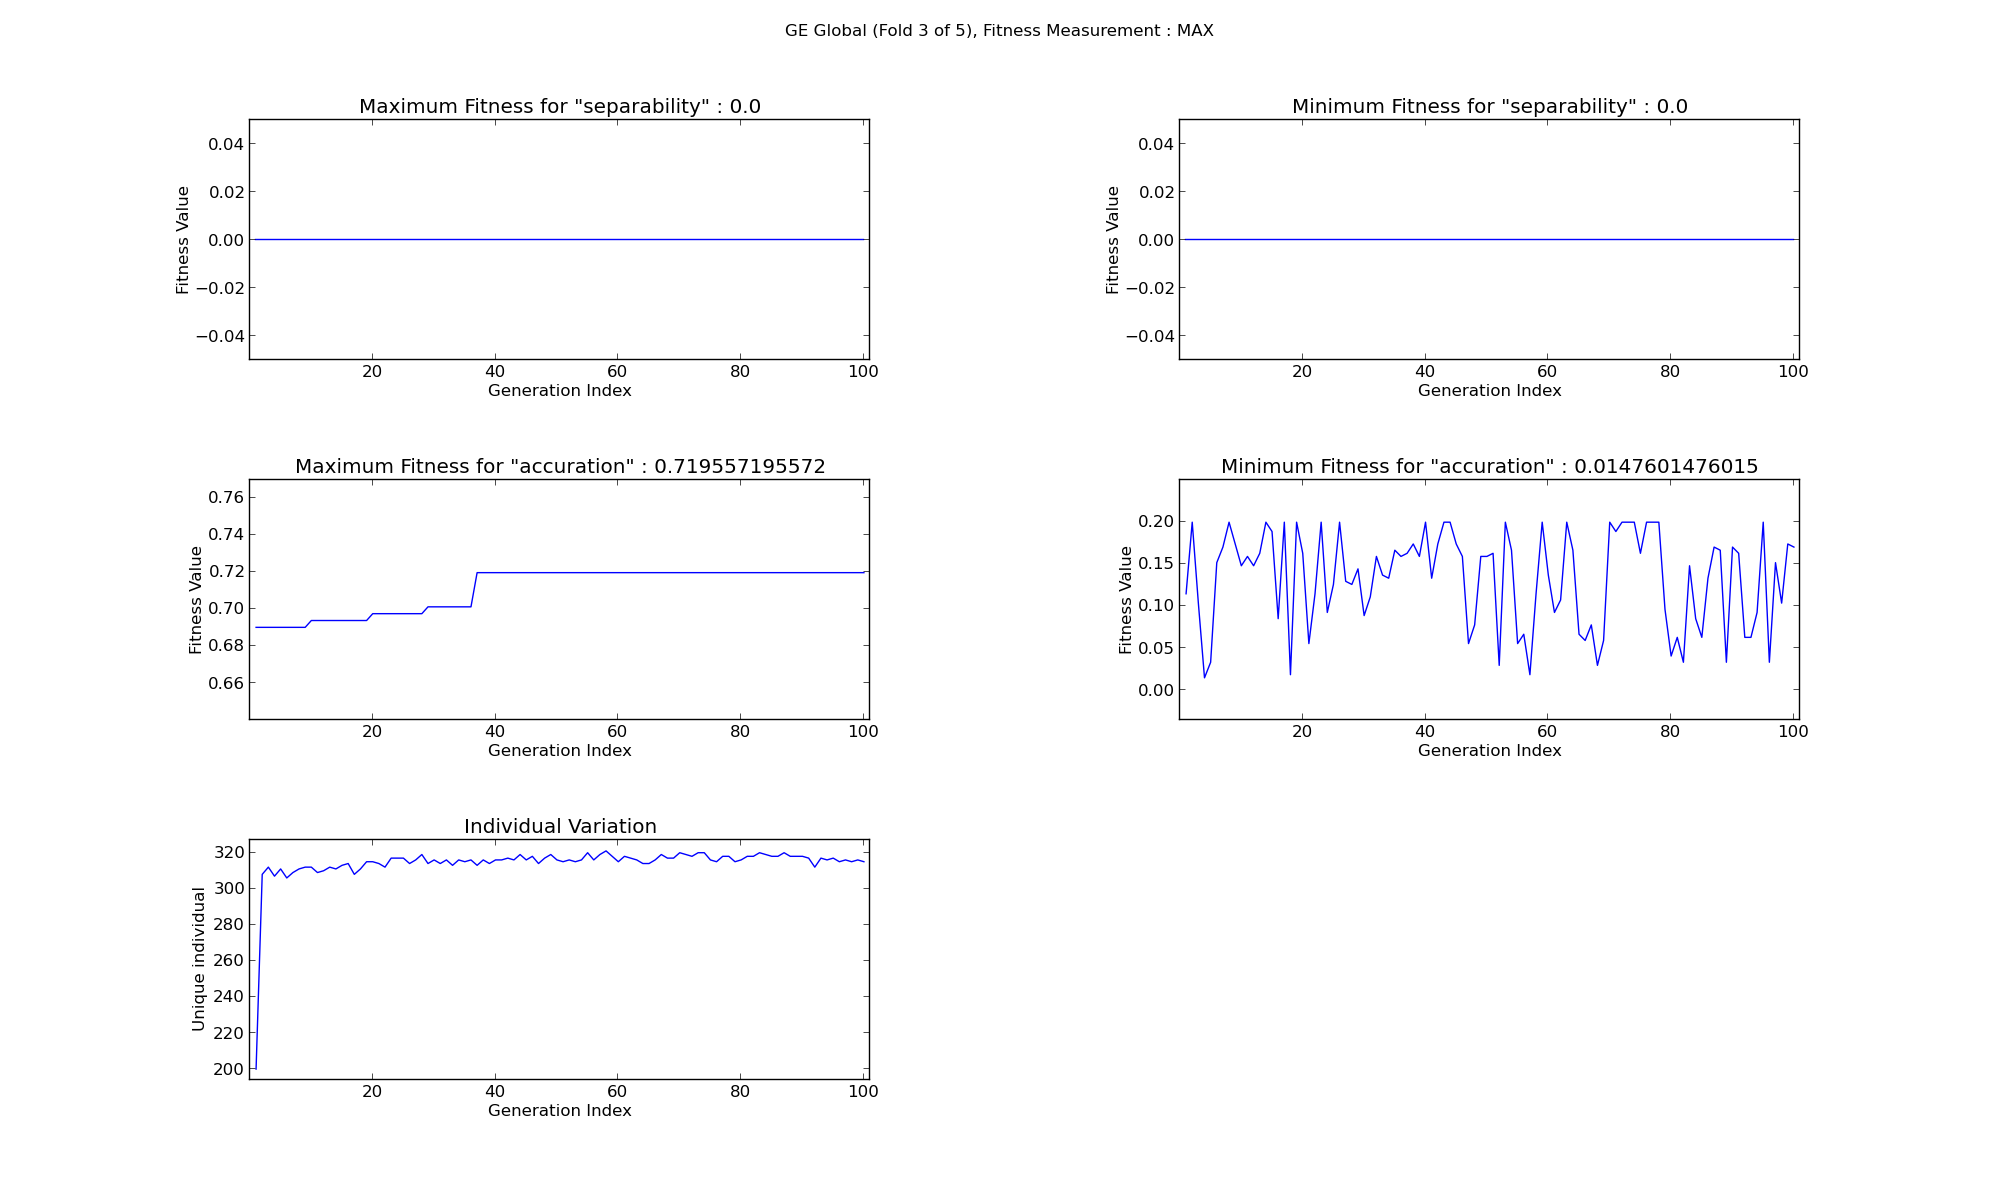 GE Global (Fold 3 of 5), Fitness Measurement : MAX
Maximum Fitness for "separability" : 0.0
Fitness Value
0.04
0.02
0.00
−0.02
−0.04
20 40 60 80 100
Generation Index
Minimum Fitness for "separability" : 0.0
Fitness Value
0.04
0.02
0.00
−0.02
−0.04
20 40 60 80 100
Generation Index
Maximum Fitness for "accuration" : 0.719557195572
Fitness Value
0.76
0.74
0.72
0.70
0.68
0.66
20 40 60 80 100
Generation Index
Minimum Fitness for "accuration" : 0.0147601476015
Fitness Value
0.20
0.15
0.10
0.05
0.00
20 40 60 80 100
Generation Index
Individual Variation
Unique individual
320
300
280
260
240
220
200
20 40 60 80 100
Generation Index